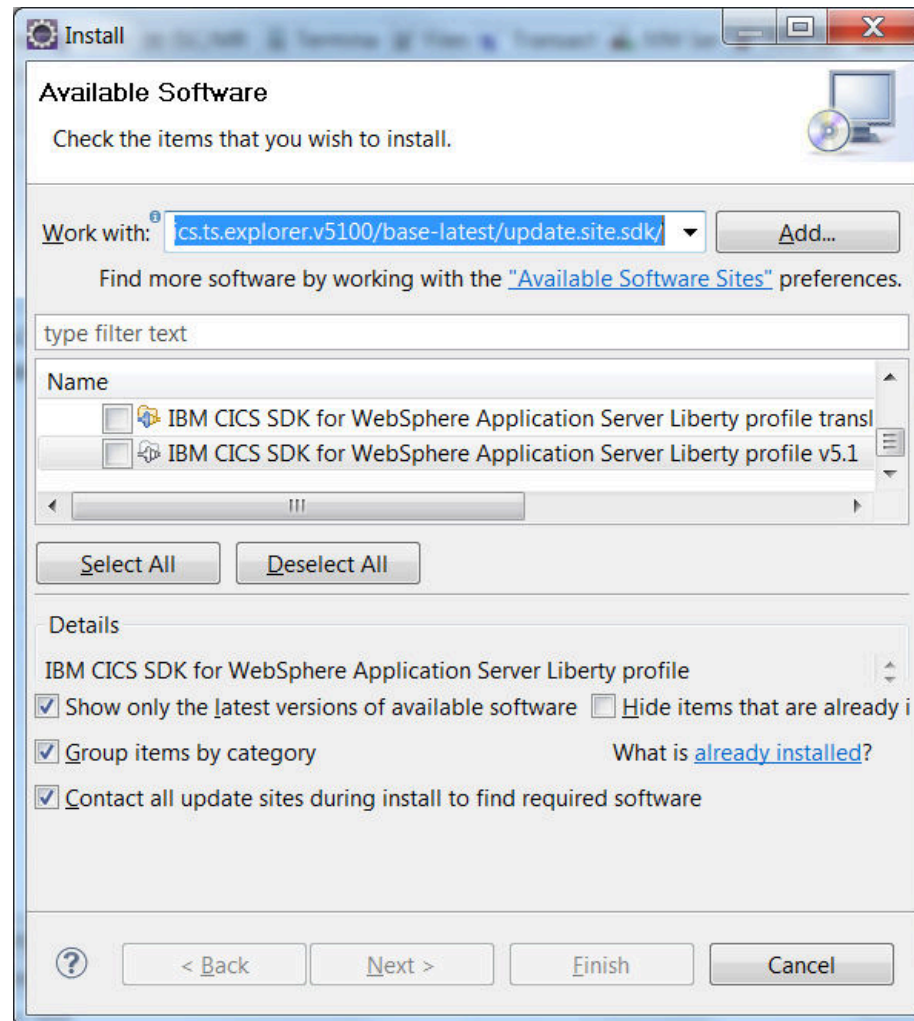 Install
Available Software
Check the items that you wish to install.
Work with: ics.ts.explorer.v5100/base-latest/update.site.sdk/ Add...
Find more software by working with the "Available Software Sites" preferences.
type filter text
Name
IBM CICS SDK for WebSphere Application Server Liberty profile transl
IBM CICS SDK for WebSphere Application Server Liberty profile v5.1
Select All Deselect All
Details
IBM CICS SDK for WebSphere Application Server Liberty profile
Show only the latest versions of available software Hide items that are already i
Group items by category What is already installed?
Contact all update sites during install to find required software
< Back Next > Finish Cancel